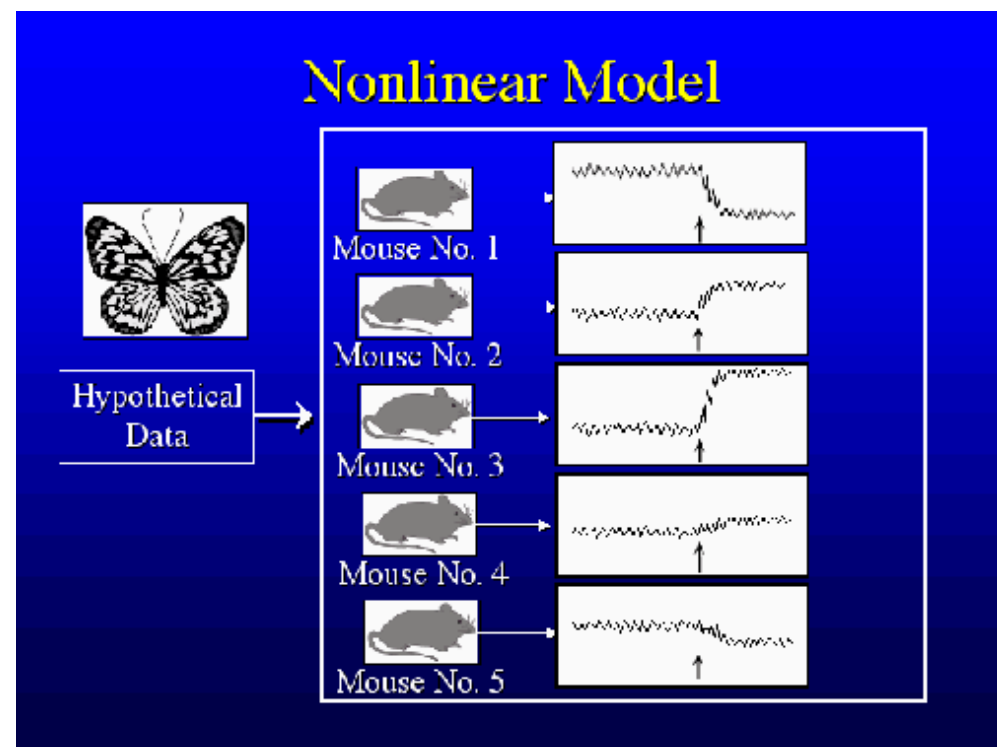 Nonlinear Model
Mouse No. 1
Mouse No. 2
Hypothetical
Data
Mouse No. 3
Mouse No. 4
Mouse No. 5